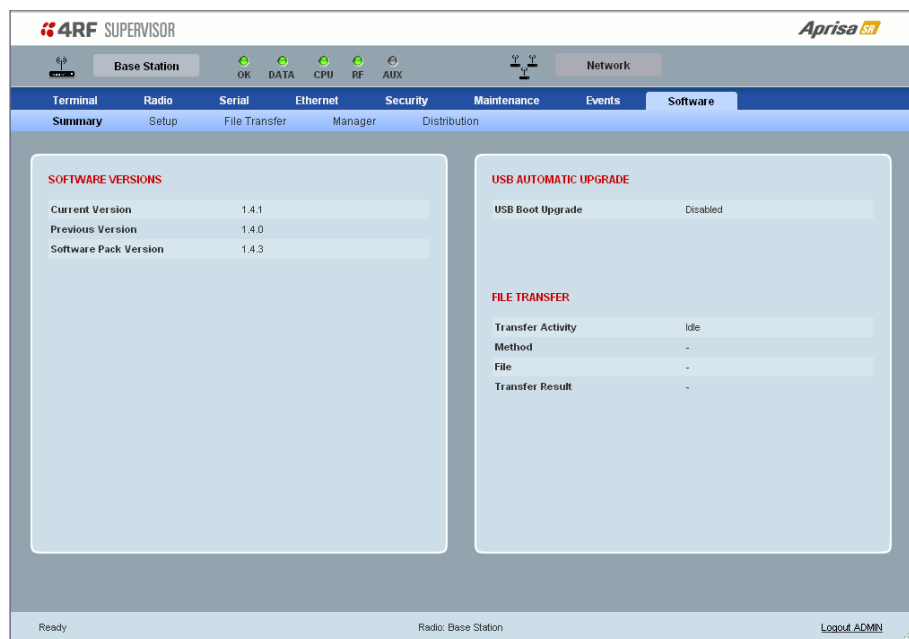 4RF SUPERVISOR
Aprisa SR
Base Station
OK DATA CPU RF AUX
Network
Terminal Radio Serial Ethernet Security Maintenance Events Software
Summary Setup File Transfer Manager Distribution
SOFTWARE VERSIONS
Current Version 1.4.1
Previous Version 1.4.0
Software Pack Version 1.4.3
USB AUTOMATIC UPGRADE
USB Boot Upgrade Disabled
FILE TRANSFER
Transfer Activity Idle
Method -
File -
Transfer Result -
Ready Radio: Base Station Logout ADMIN